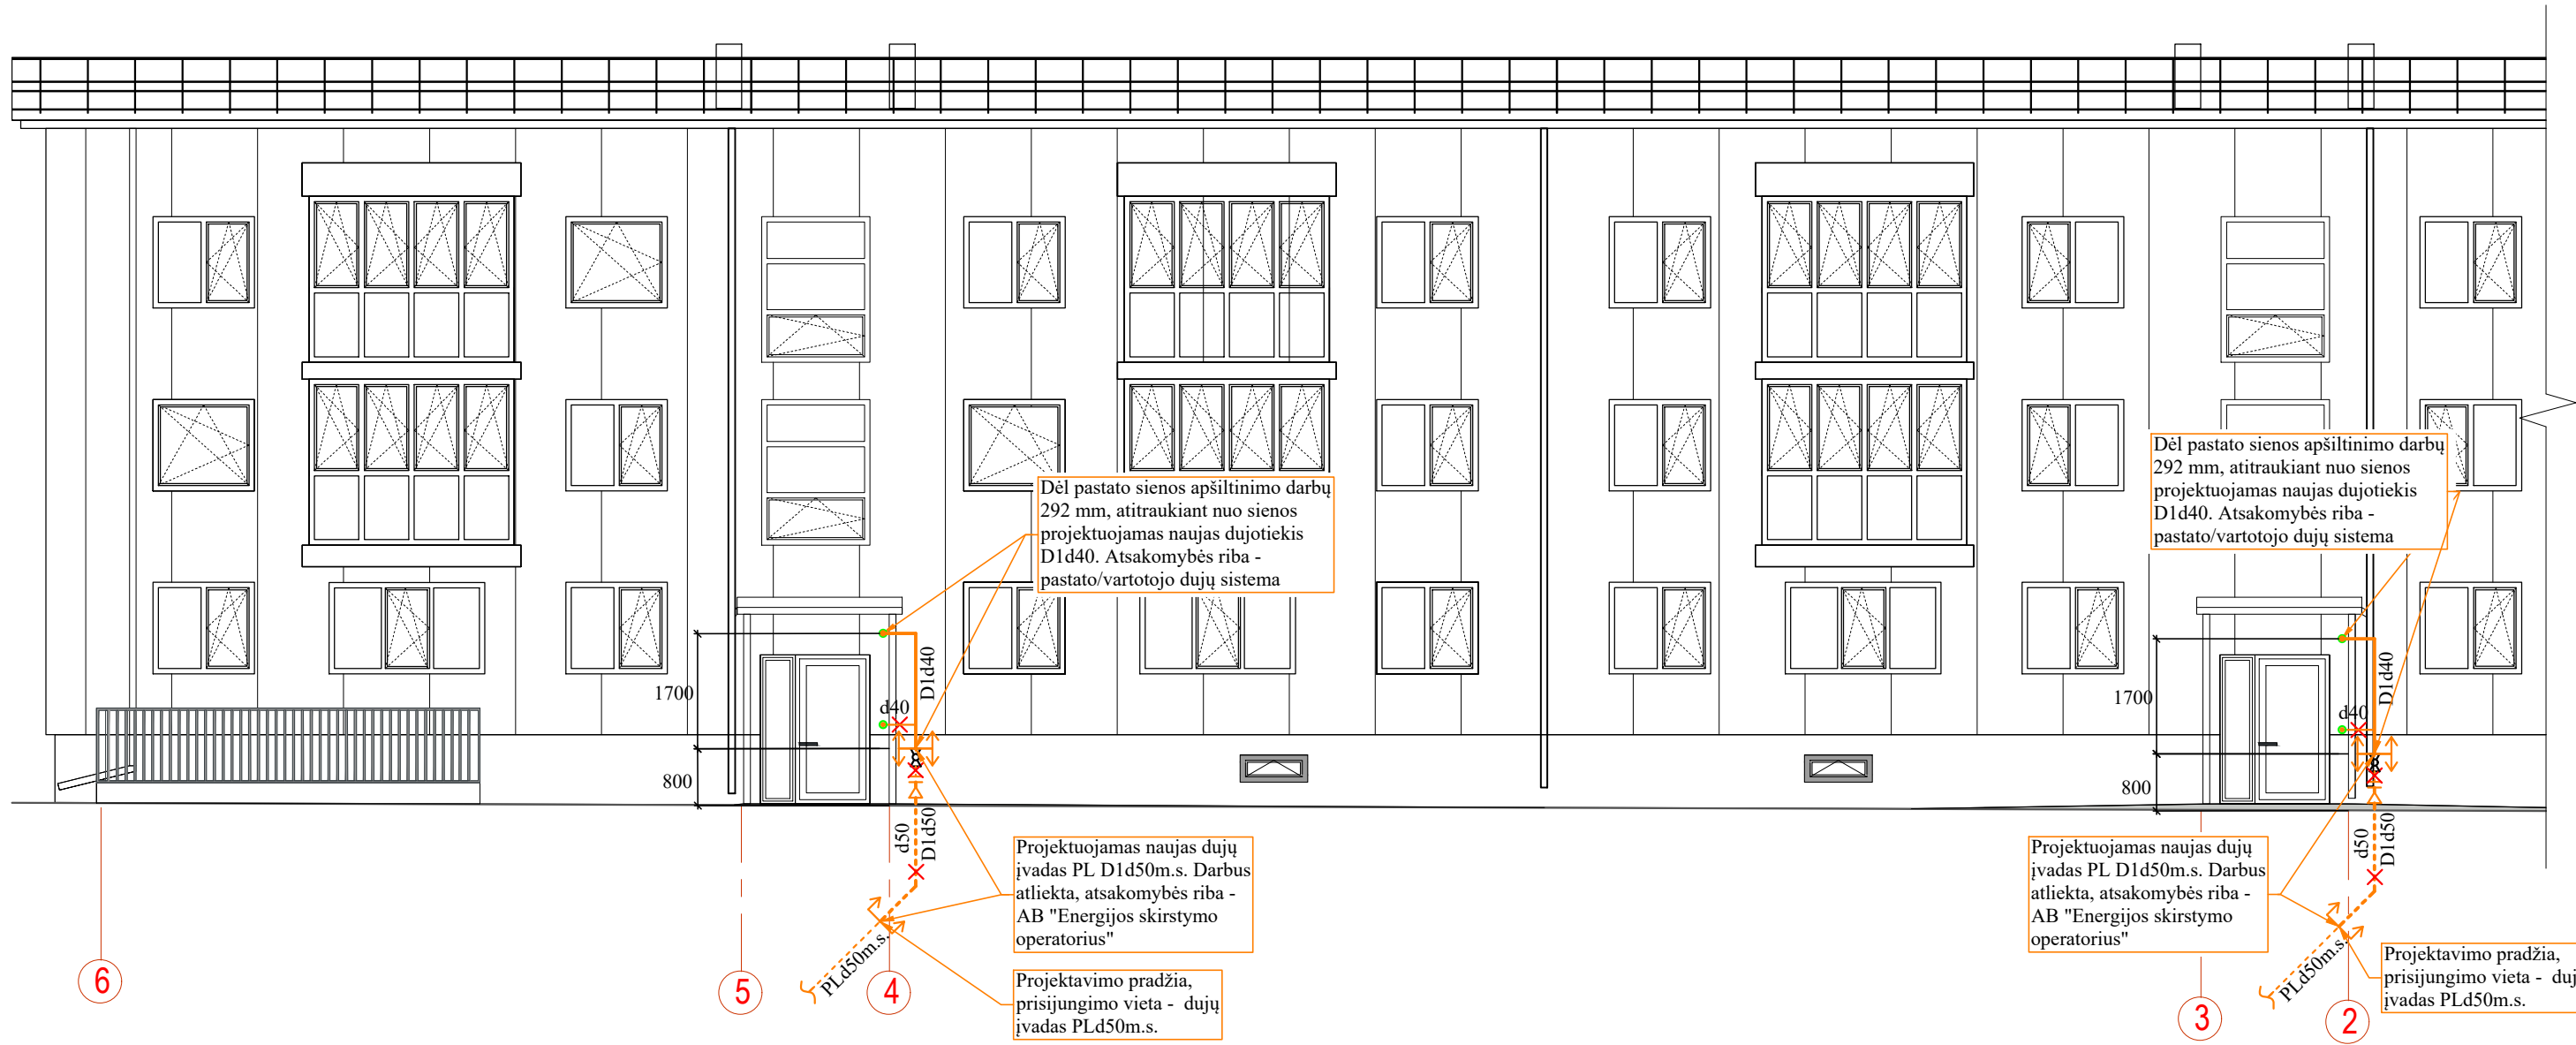 Dėl pastato sienos apšiltinimo darbų
292 mm, atitraukiant nuo sienos
projektuojamas naujas dujotiekis
D1d40. Atsakomybės riba -
pastato/vartotojo dujų sistema
Dėl pastato sienos apšiltinimo darbų
292 mm, atitraukiant nuo sienos
projektuojamas naujas dujotiekis
D1d40. Atsakomybės riba -
pastato/vartotojo dujų sistema
1700
800
d40
D1d40
d50
D1d50
PLd50m.s.
1700
800
d40
D1d40
d50
D1d50
PLd50m.s.
Projektuojamas naujas dujų
įvadas PL D1d50m.s. Darbus
atliekta, atsakomybės riba -
AB "Energijos skirstymo
operatorius"
Projektavimo pradžia,
prisijungimo vieta - dujų
įvadas PLd50m.s.
Projektuojamas naujas dujų
įvadas PL D1d50m.s. Darbus
atliekta, atsakomybės riba -
AB "Energijos skirstymo
operatorius"
Projektavimo pradžia,
prisijungimo vieta - duj
įvadas PLd50m.s.
6
5
4
3
2